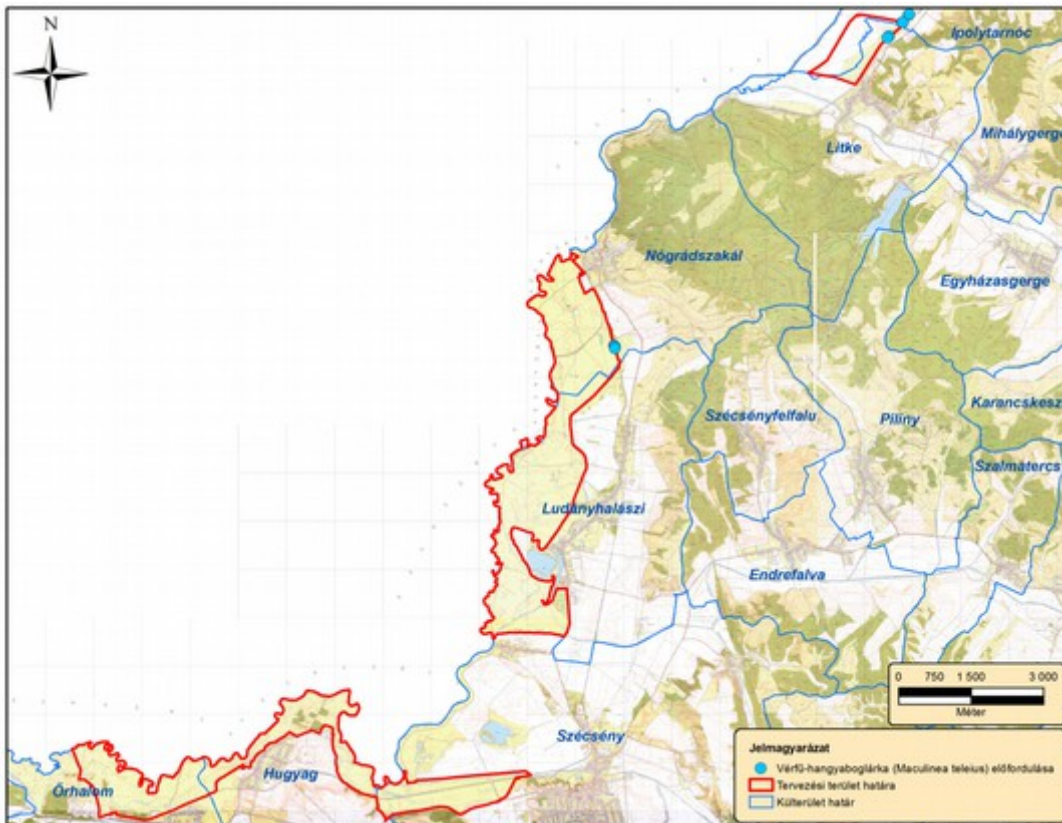 N
Ipolytarnóc
Mihálygerge
Litke
Nógrádszakál
Egyházasgerge
Karancskesz
Szécsényfelfalu
Piliny
Szalmatercs
Ludányhalászi
Endrefalva
0 750 1 500 3 000
Méter
Szécsény
Hugyag
Őrhalom
Jelmagyarázat
Vérfű-hangyaboglárka (Maculinea teleius) előfordulása
Tervezési terület határa
Külterület határ